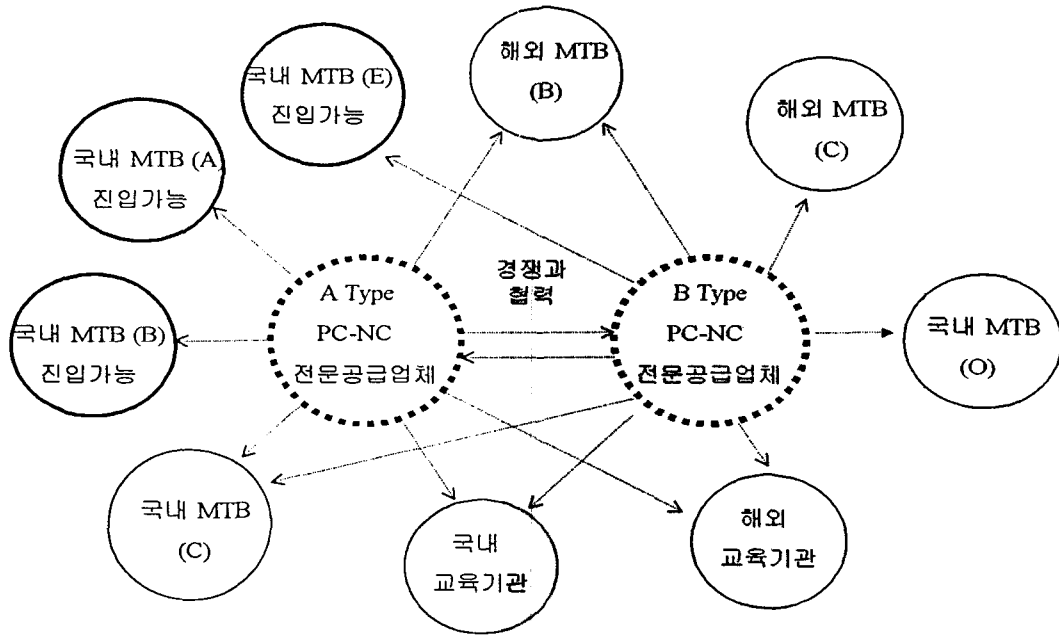 국내 MTB (E)
진입가능
해외 MTB
(B)
해외 MTB
(C)
국내 MTB (A)
진입가능
경쟁과
협력
A Type
PC-NC
전문공급업체
B Type
PC-NC
전문공급업체
국내 MTB (B)
진입가능
국내 MTB
(O)
국내 MTB
(C)
국내
교육기관
해외
교육기관